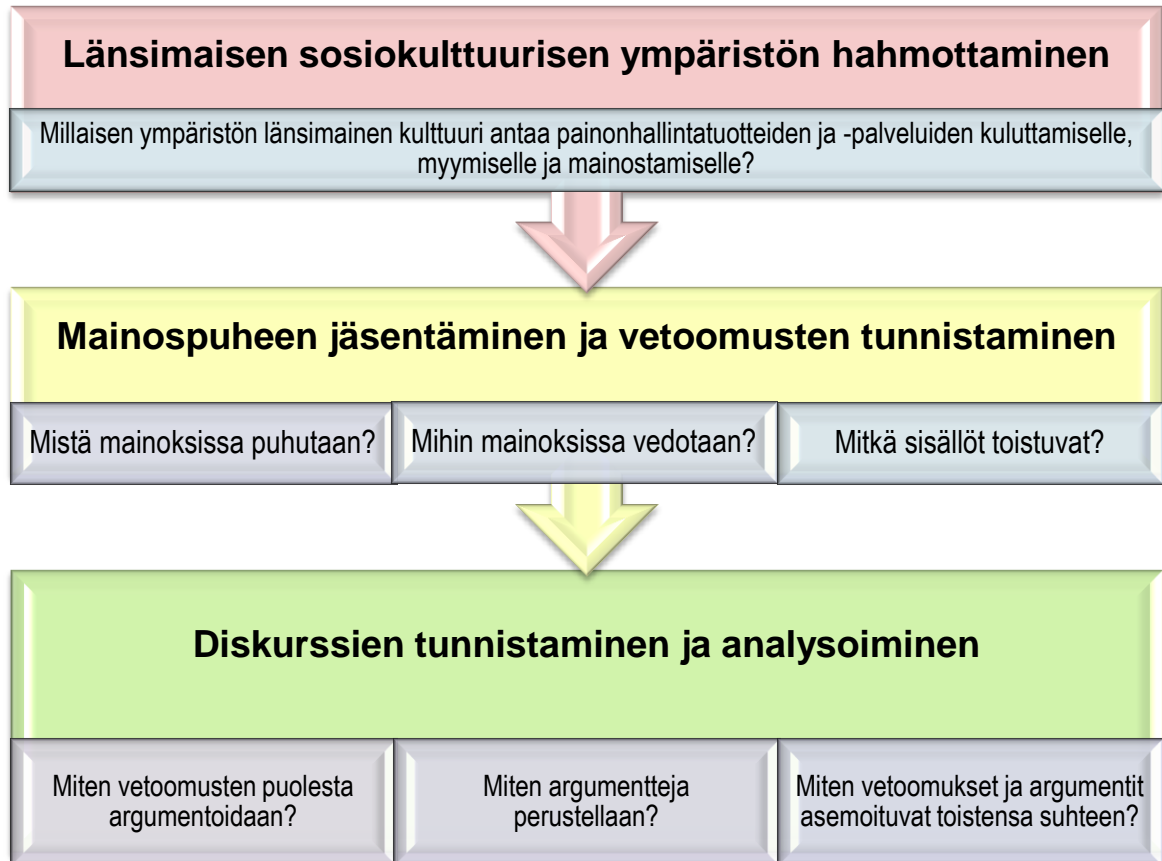 Länsimaisen sosiokulttuurisen ympäristön hahmottaminen
Millaisen ympäristön länsimainen kulttuuri antaa painonhallintatuotteiden ja -palveluiden kuluttamiselle,
myymiselle ja mainostamiselle?
Mainospuheen jäsentäminen ja vetoomusten tunnistaminen
Mistä mainoksissa puhutaan?
Mihin mainoksissa vedotaan?
Mitkä sisällöt toistuvat?
Diskurssien tunnistaminen ja analysoiminen
Miten vetoomusten puolesta
argumentoidaan?
Miten argumentteja
perustellaan?
Miten vetoomukset ja argumentit
asemoituvat toistensa suhteen?